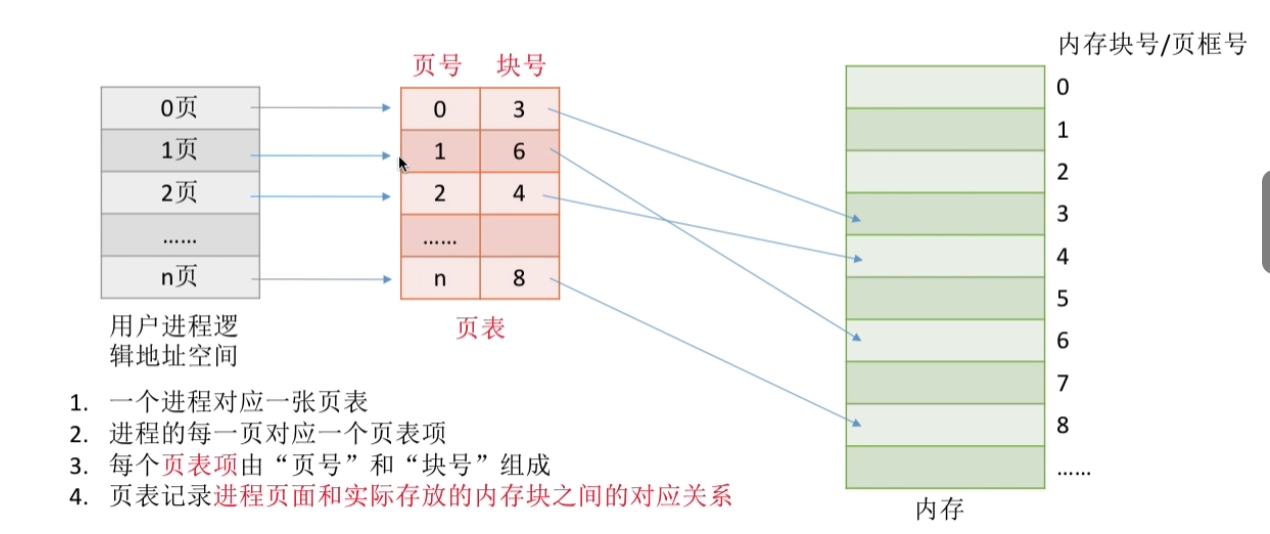 内存块号/页框号
页号 块号
0页
1页
2页
......
n页
用户进程逻
辑地址空间
0 3
1 6
2 4
......
n 8
页表
0
1
2
3
4
5
6
7
8
......
内存
1. 一个进程对应一张页表
2. 进程的每一页对应一个页表项
3. 每个页表项由“页号”和“块号”组成
4. 页表记录进程页面和实际存放的内存块之间的对应关系